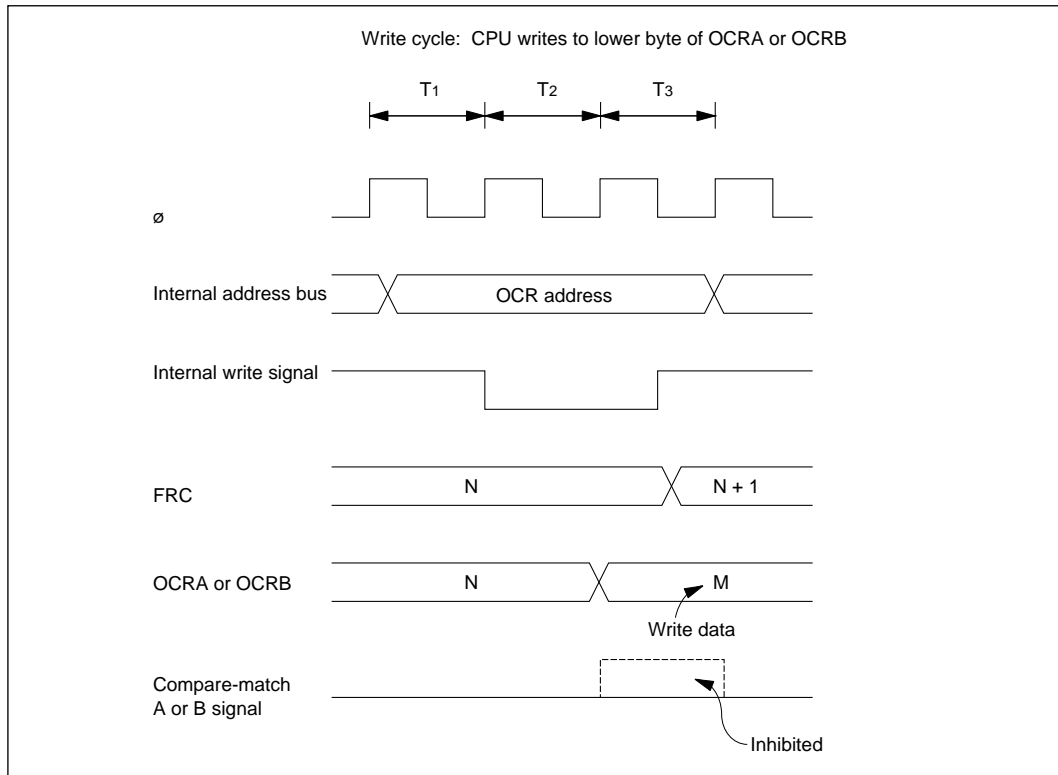 Write cycle: CPU writes to lower byte of OCRA or OCRB
T1 T2 T3
ø
Internal address bus
OCR address
Internal write signal
FRC
N
N + 1
OCRA or OCRB
N
M
Write data
Compare-match
A or B signal
Inhibited